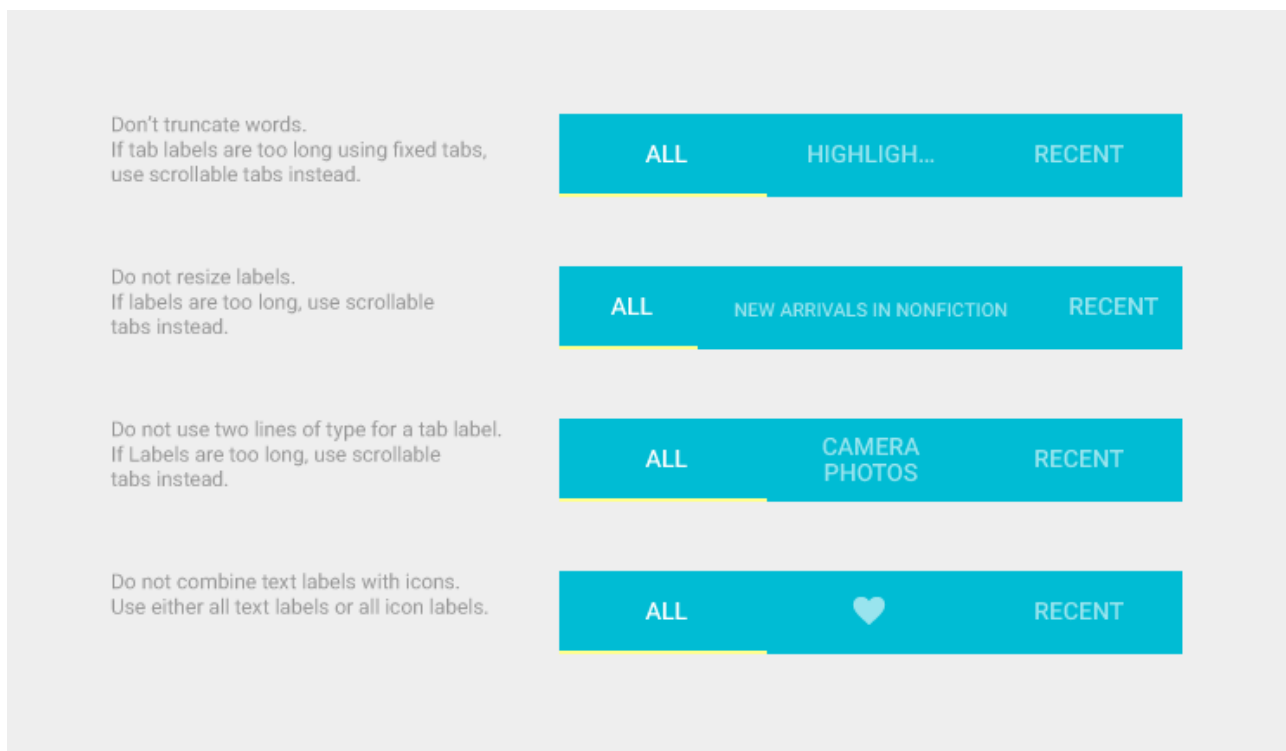 Don't truncate words.
If tab labels are too long using fixed tabs,
use scrollable tabs instead.
ALL HIGHLIGH... RECENT
Do not resize labels.
If labels are too long, use scrollable
tabs instead.
ALL NEW ARRIVALS IN NONFICTION RECENT
Do not use two lines of type for a tab label.
If Labels are too long, use scrollable
tabs instead.
ALL CAMERA PHOTOS RECENT
Do not combine text labels with icons.
Use either all text labels or all icon labels.
ALL RECENT